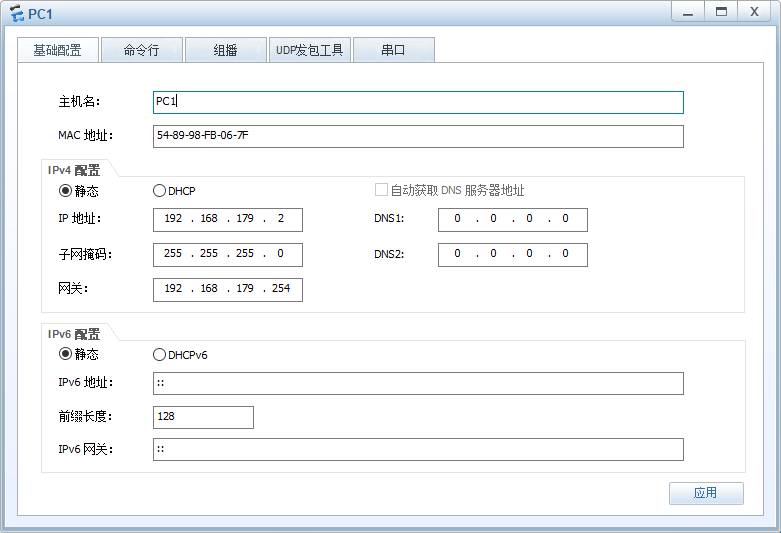 PC1
基础配置 命令行 组播 UDP发包工具 串口
主机名: PC1
MAC 地址: 54-89-98-FB-06-7F
IPv4 配置
静态 DHCP 自动获取 DNS 服务器地址
IP 地址: 192 . 168 . 179 . 2 DNS1: 0 . 0 . 0 . 0
子网掩码: 255 . 255 . 255 . 0 DNS2: 0 . 0 . 0 . 0
网关: 192 . 168 . 179 . 254
IPv6 配置
静态 DHCPv6
IPv6 地址: ::
前缀长度: 128
IPv6 网关: ::
应用